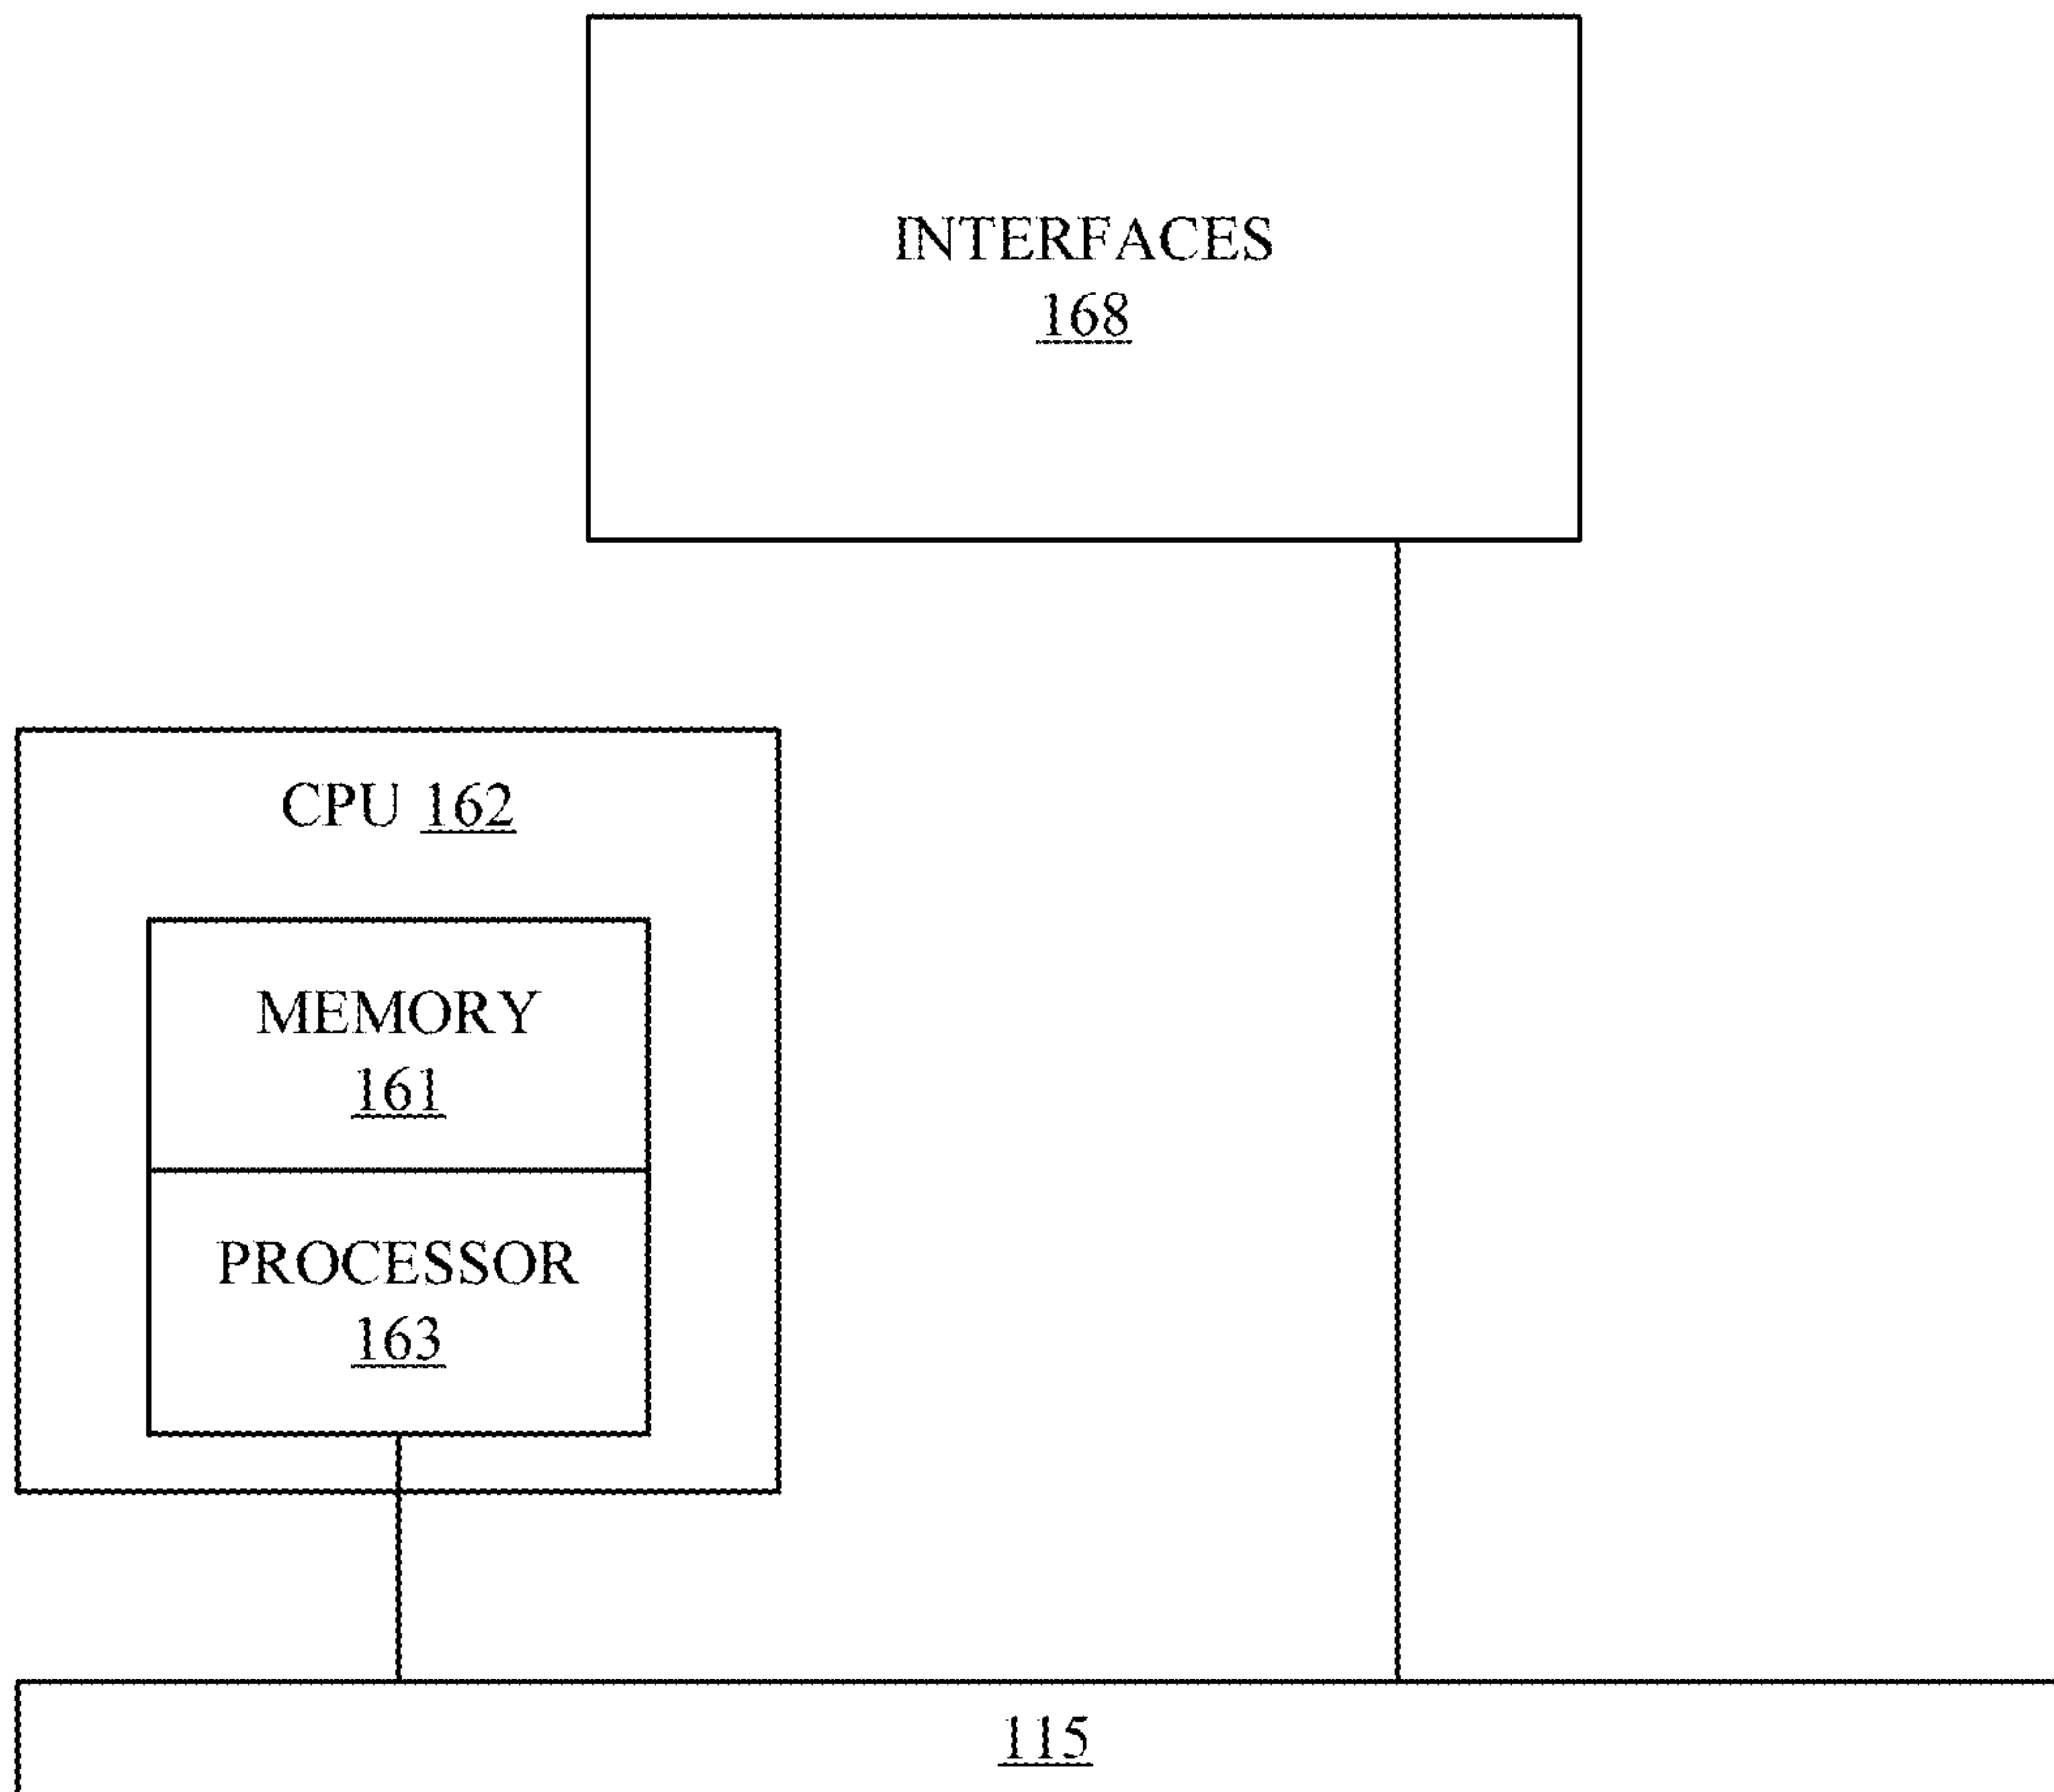 INTERFACES
168
CPU 162
MEMORY
161
PROCESSOR
163
115